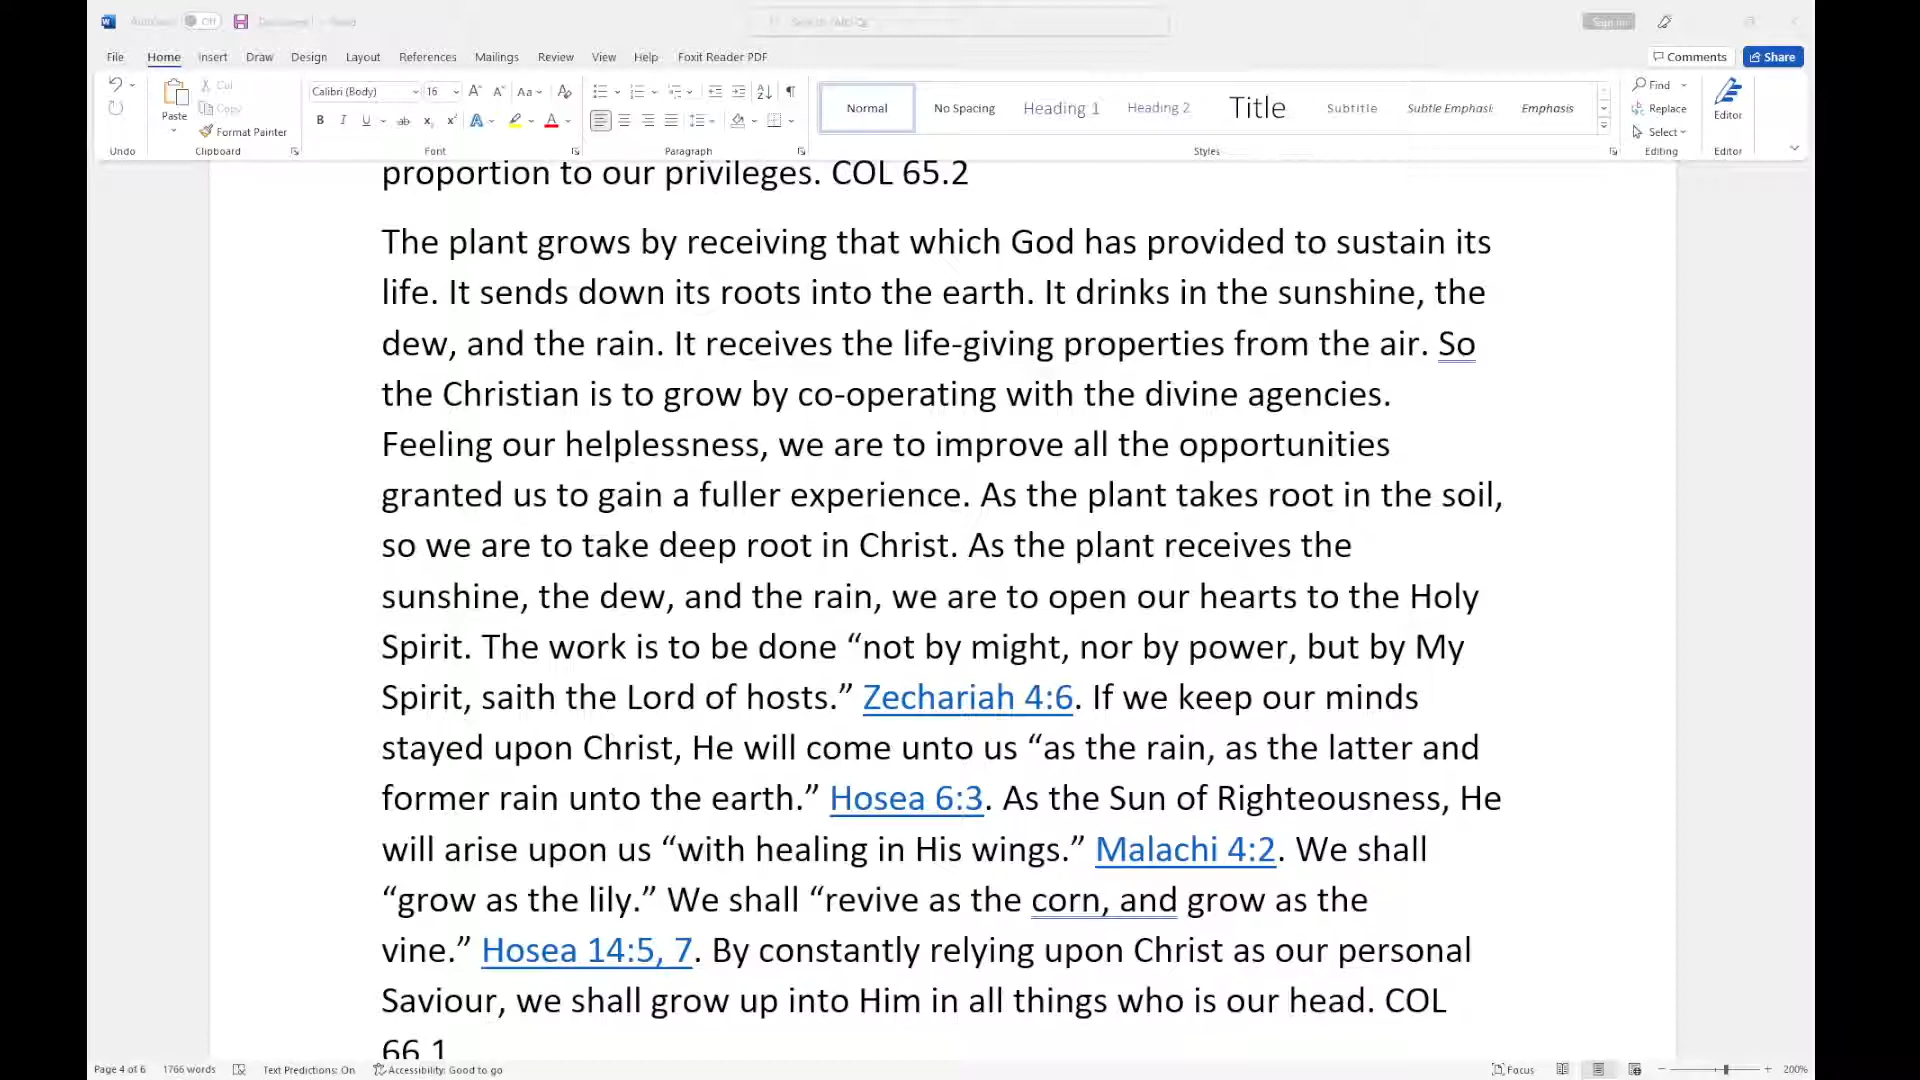 File Home Insert Draw Design Layout References Mailings Review View Help Foxit Reader PDF Comments Share
Sign in
Paste Cut Copy Format Painter
Calibri (Body) 16
Normal No Spacing Heading 1 Heading 2 Title Subtitle Subtle Emphasis Emphasis
Find Replace Select Editor
Undo Clipboard Font Paragraph Styles Editing Editor
proportion to our privileges. COL 65.2
The plant grows by receiving that which God has provided to sustain its
life. It sends down its roots into the earth. It drinks in the sunshine, the
dew, and the rain. It receives the life-giving properties from the air. So
the Christian is to grow by co-operating with the divine agencies.
Feeling our helplessness, we are to improve all the opportunities
granted us to gain a fuller experience. As the plant takes root in the soil,
so we are to take deep root in Christ. As the plant receives the
sunshine, the dew, and the rain, we are to open our hearts to the Holy
Spirit. The work is to be done “not by might, nor by power, but by My
Spirit, saith the Lord of hosts.” Zechariah 4:6. If we keep our minds
stayed upon Christ, He will come unto us “as the rain, as the latter and
former rain unto the earth.” Hosea 6:3. As the Sun of Righteousness, He
will arise upon us “with healing in His wings.” Malachi 4:2. We shall
“grow as the lily.” We shall “revive as the corn, and grow as the
vine.” Hosea 14:5, 7. By constantly relying upon Christ as our personal
Saviour, we shall grow up into Him in all things who is our head. COL
66.1
Page 4 of 6 1766 words Text Predictions: On Accessibility: Good to go Focus 200%